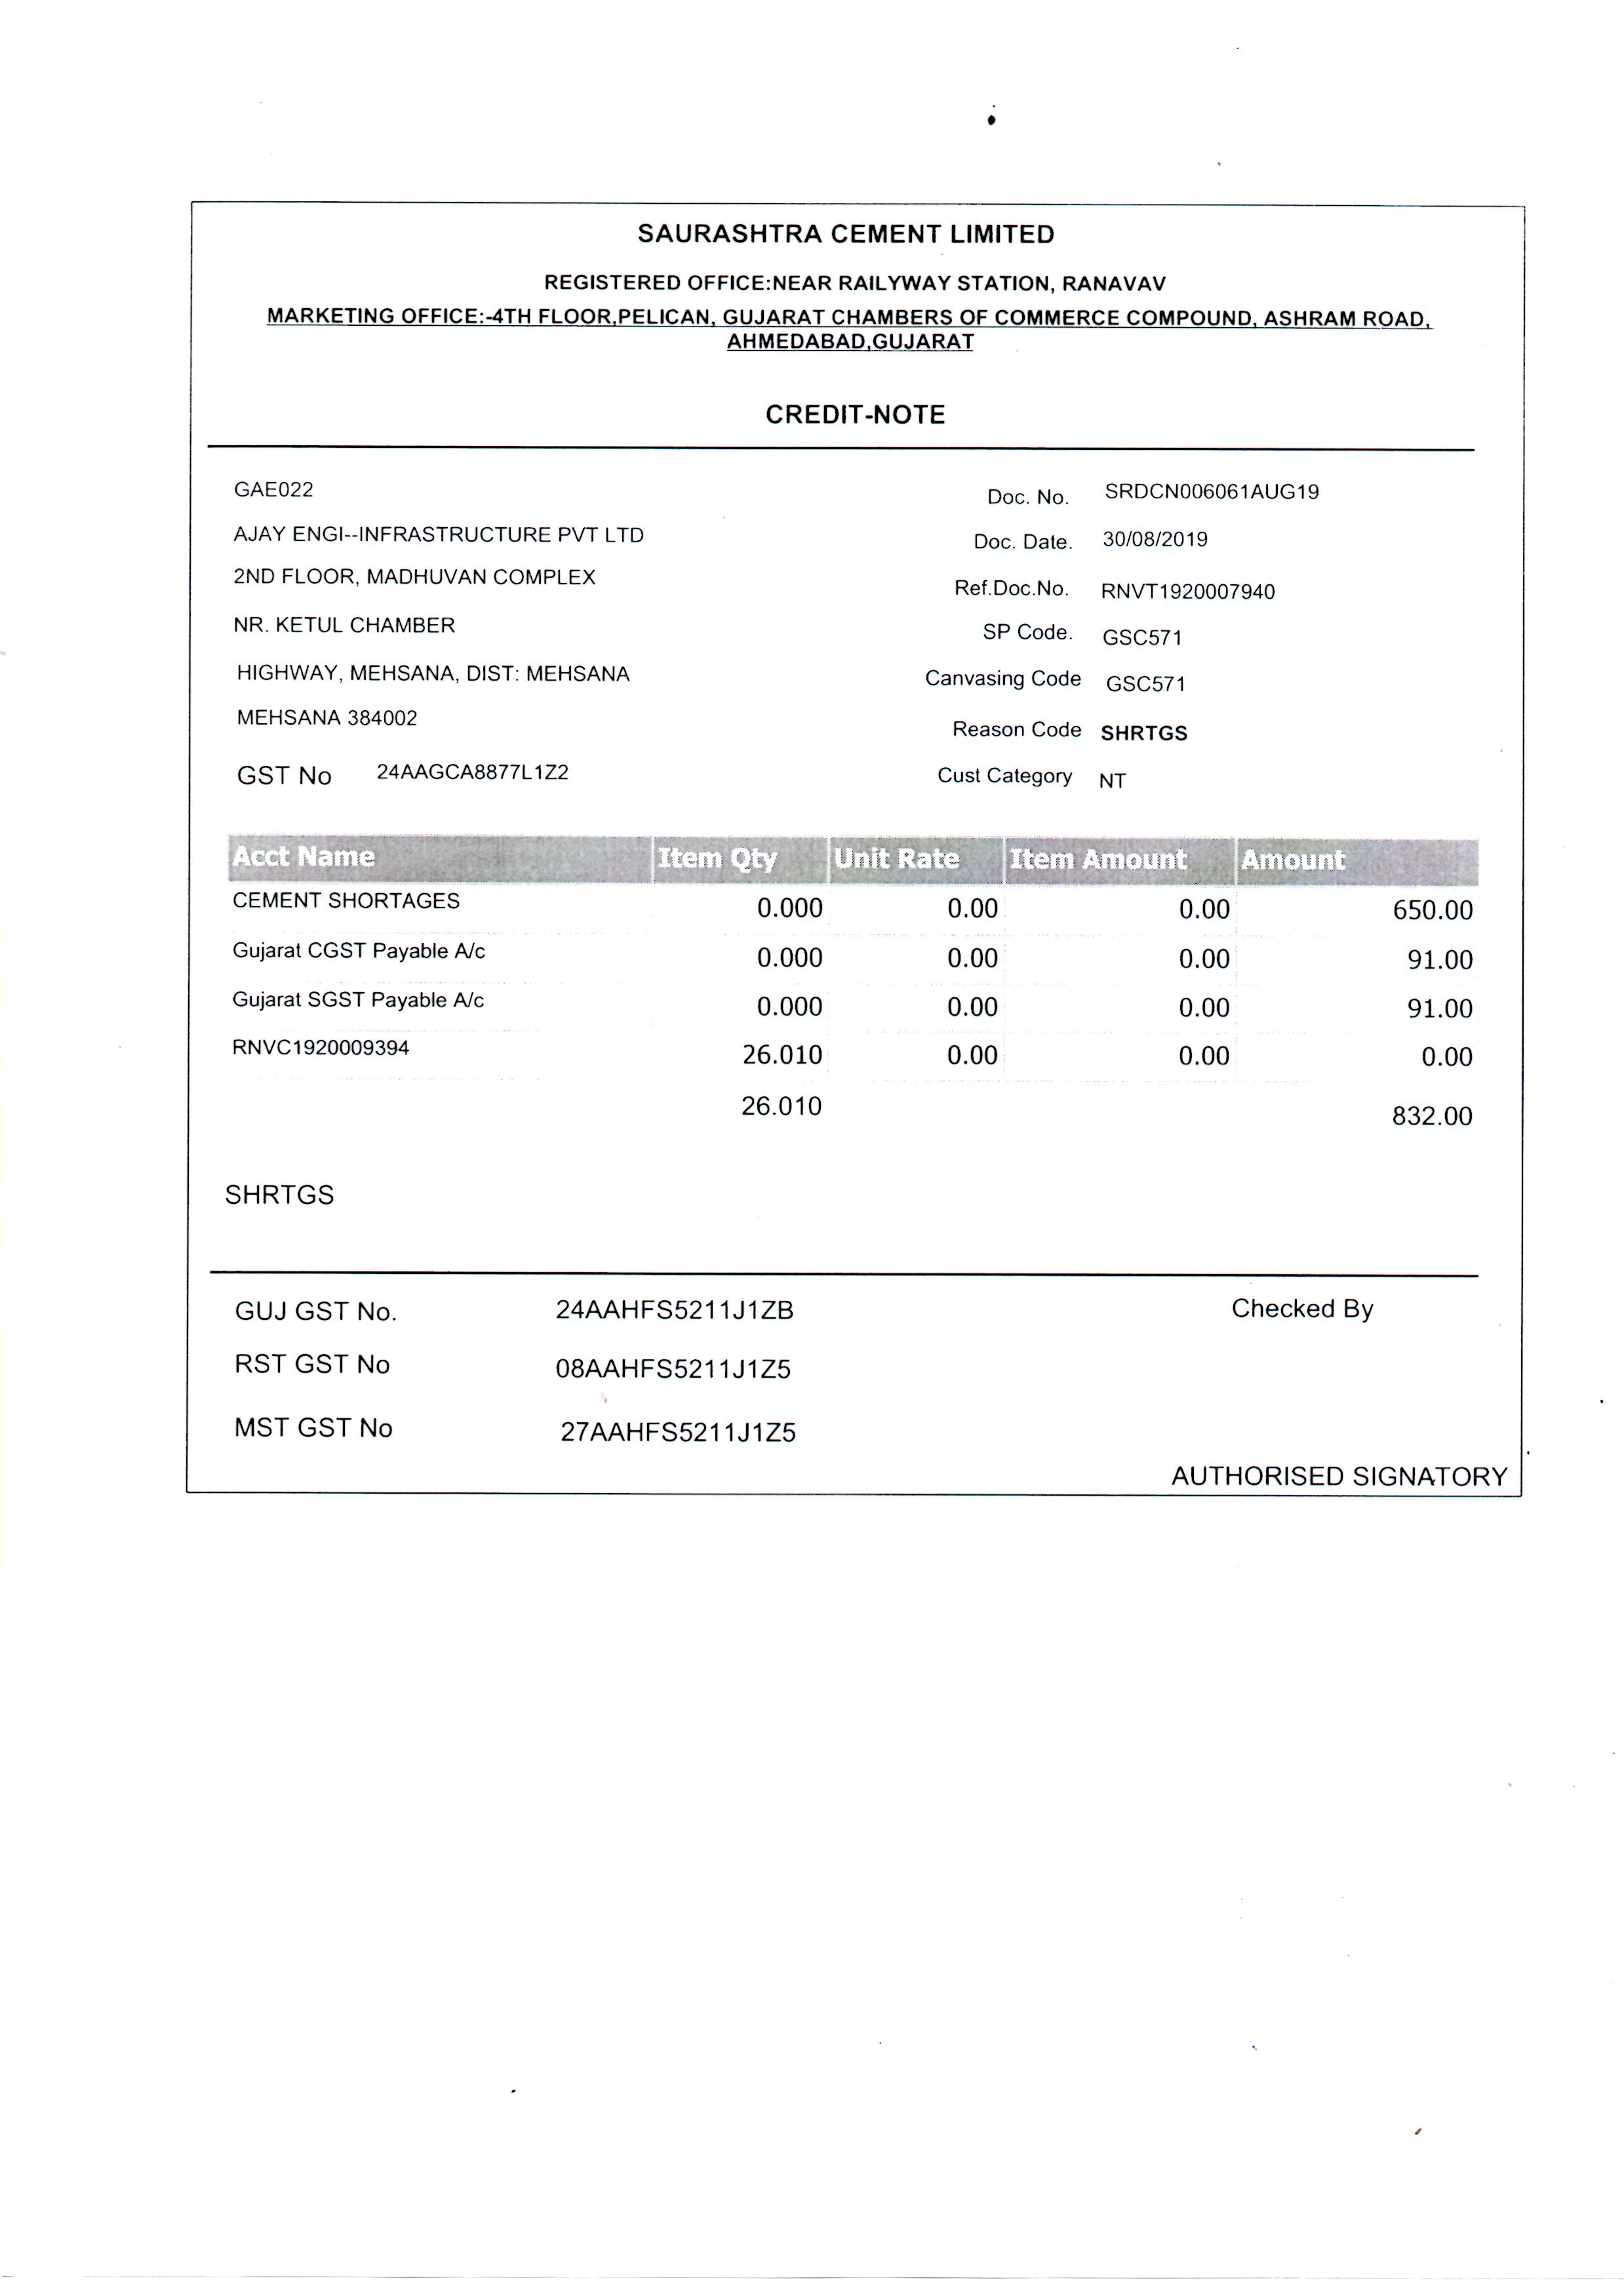 SAURASHTRA CEMENT LIMITED
REGISTERED OFFICE:NEAR RAILYWAY STATION, RANAVAV
MARKETING OFFICE:-4TH FLOOR,PELICAN, GUJARAT CHAMBERS OF COMMERCE COMPOUND, ASHRAM ROAD,
AHMEDABAD,GUJARAT
CREDIT-NOTE
GAE022 Doc. No. SRDCN006061AUG19
AJAY ENGI--INFRASTRUCTURE PVT LTD Doc. Date. 30/08/2019
2ND FLOOR, MADHUVAN COMPLEX Ref.Doc.No. RNVT1920007940
NR. KETUL CHAMBER SP Code. GSC571
HIGHWAY, MEHSANA, DIST: MEHSANA Canvasing Code GSC571
MEHSANA 384002 Reason Code SHRTGS
GST No 24AAGCA8877L1Z2 Cust Category NT
Acct Name Item Qty Unit Rate Item Amount Amount
CEMENT SHORTAGES 0.000 0.00 0.00 650.00
Gujarat CGST Payable A/c 0.000 0.00 0.00 91.00
Gujarat SGST Payable A/c 0.000 0.00 0.00 91.00
RNVC1920009394 26.010 0.00 0.00 0.00
26.010 832.00
SHRTGS
GUJ GST No. 24AAHFS5211J1ZB Checked By
RST GST No 08AAHFS5211J1Z5
MST GST No 27AAHFS5211J1Z5
AUTHORISED SIGNATORY